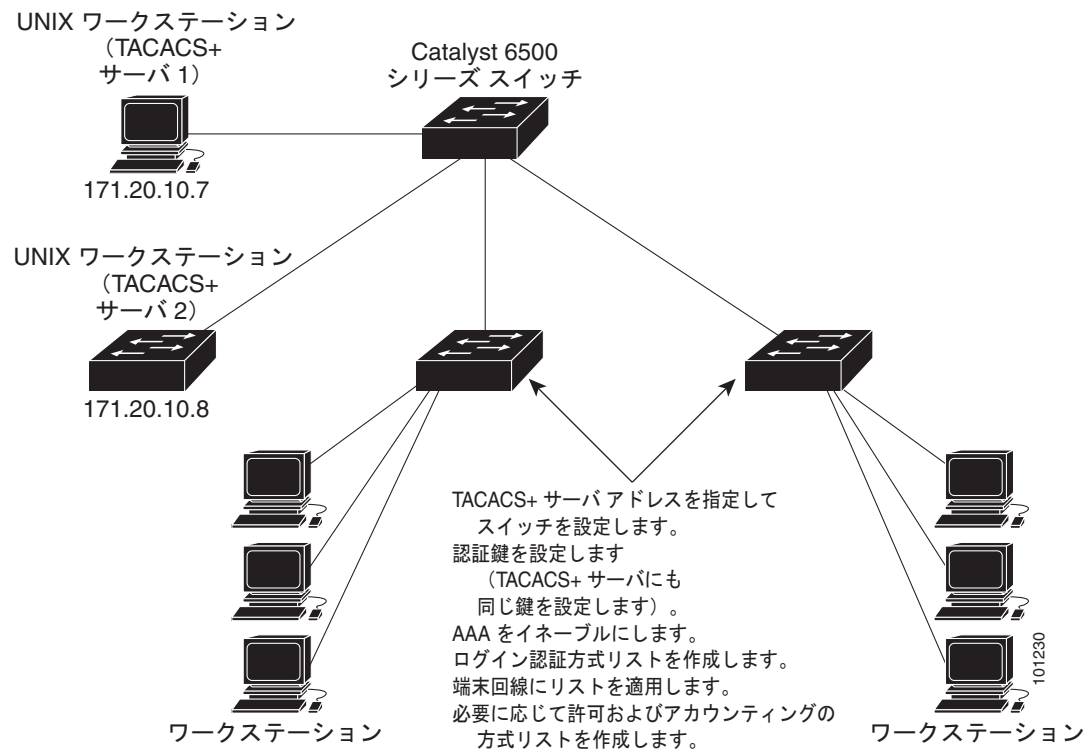 UNIX ワークステーション
（TACACS+
サーバ 1）
Catalyst 6500
シリーズ スイッチ
171.20.10.7
UNIX ワークステーション
（TACACS+
サーバ 2）
171.20.10.8
TACACS+ サーバ アドレスを指定して
スイッチを設定します。
認証鍵を設定します
（TACACS+ サーバにも
同じ鍵を設定します）。
AAA をイネーブルにします。
ログイン認証方式リストを作成します。
端末回線にリストを適用します。
必要に応じて許可およびアカウンティングの
方式リストを作成します。
ワークステーション
ワークステーション
101230